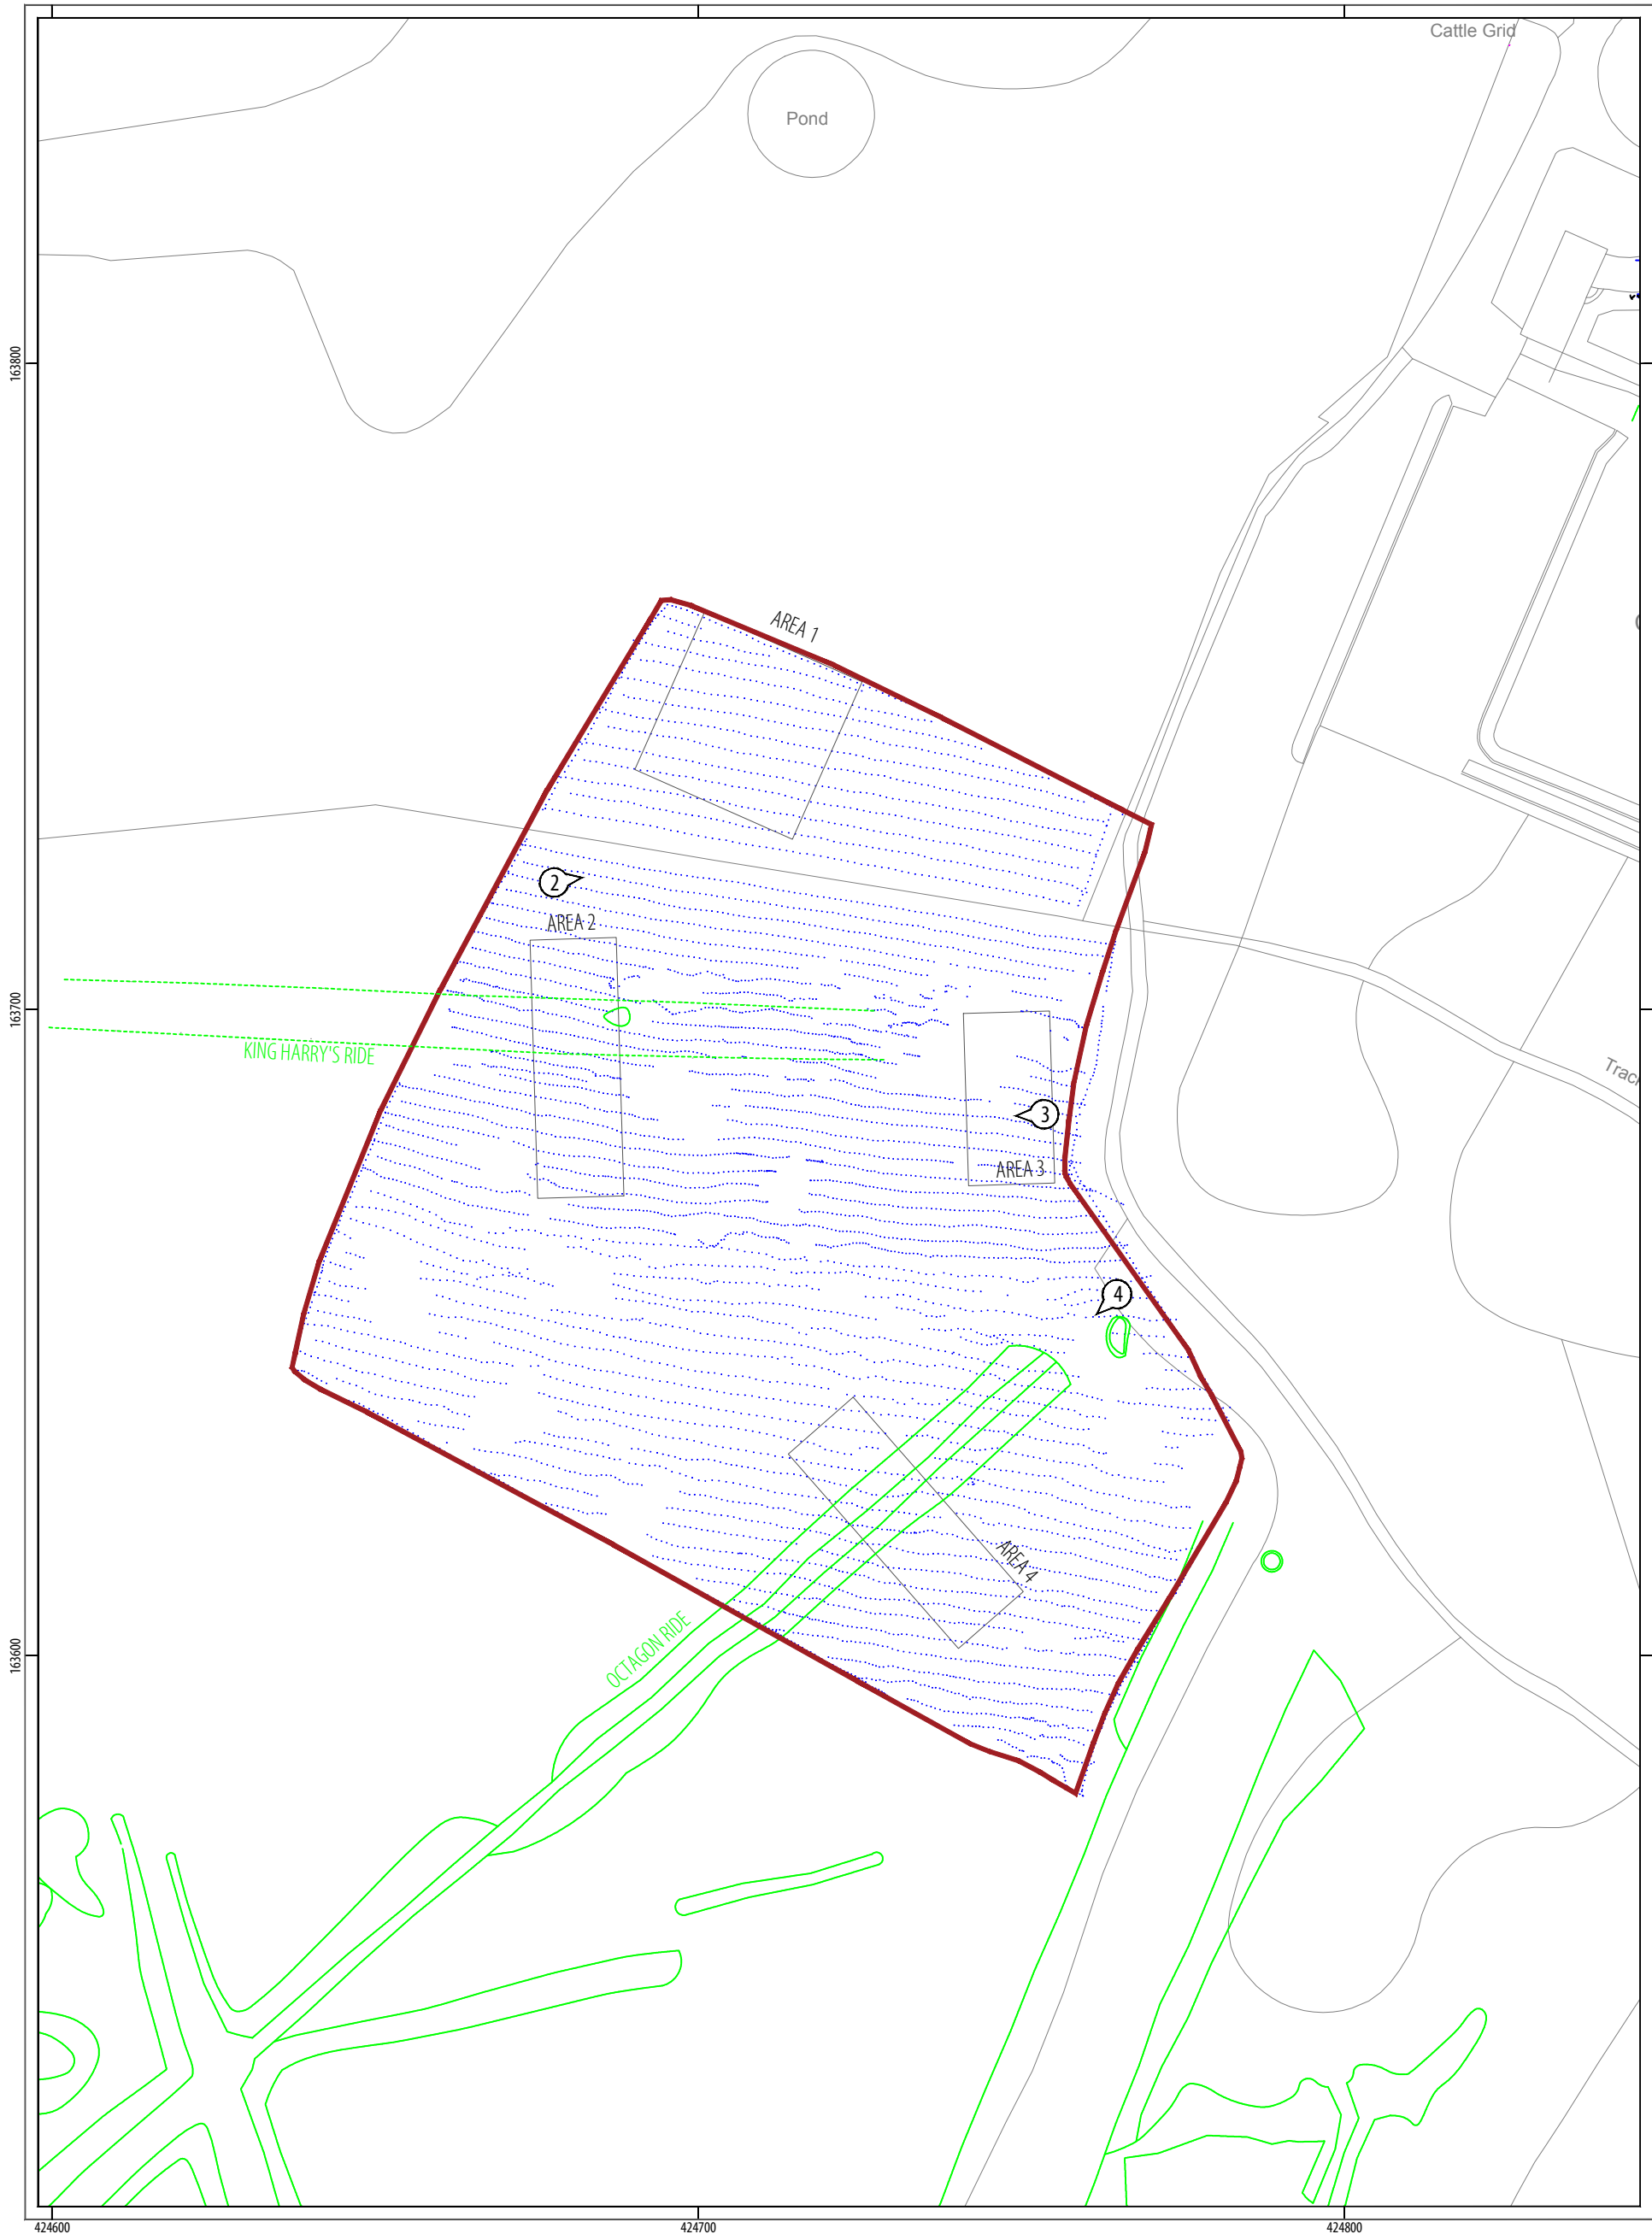 Cattle Grid
Pond
163800
AREA 1
2
AREA 2
163700
KING HARRY'S RIDE
Track
3
AREA 3
4
AREA 4
OCTAGON RIDE
163600
424600
424700
424800